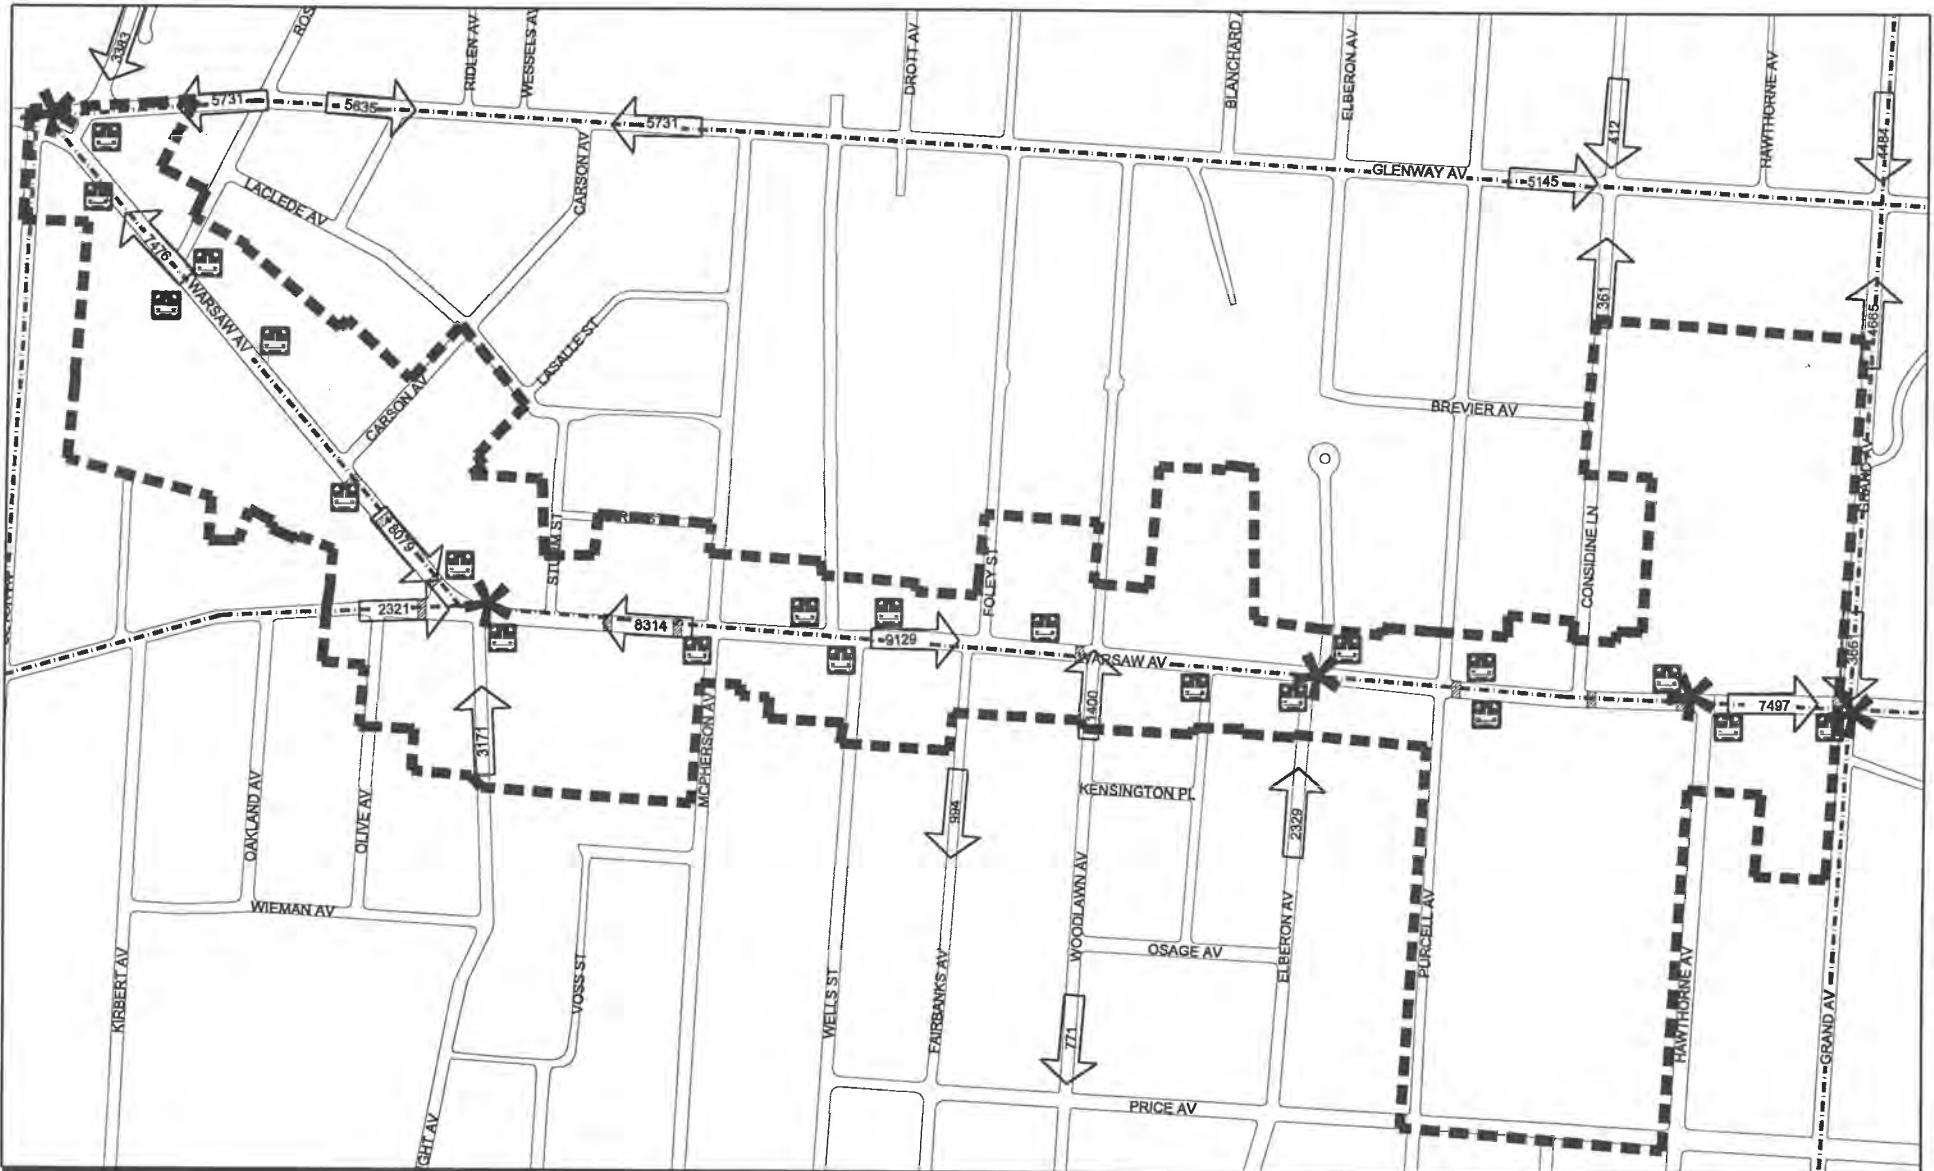 3383
ROS
RIDLEN AV
WESSELS AV
DROTT AV
BLANCHARD
ELBERON AV
HAWTHORNE AV
5731
5635
5731
412
4484
GLENWAY AV
5145
LACLEDE AV
CARSON AV
7476
WARSAW AV
361
4665
LASALLE ST
CARSON AV
BREVIER AV
GRAND AV
8079
STURM ST
FOLEY ST
CONSIDINE LN
2321
8314
9129
WARSAW AV
366
1400
7497
3171
MCPHERSON AV
KENSINGTON PL
994
2329
OAKLAND AV
OLIVE AV
WOODLAWN AV
ELBERON AV
PURCELL AV
WIEMAN AV
OSAGE AV
KIRBERT AV
VOSS ST
WELLS ST
FAIRBANKS AV
HAWTHORNE AV
GRAND AV
771
PRICE AV
GHT AV